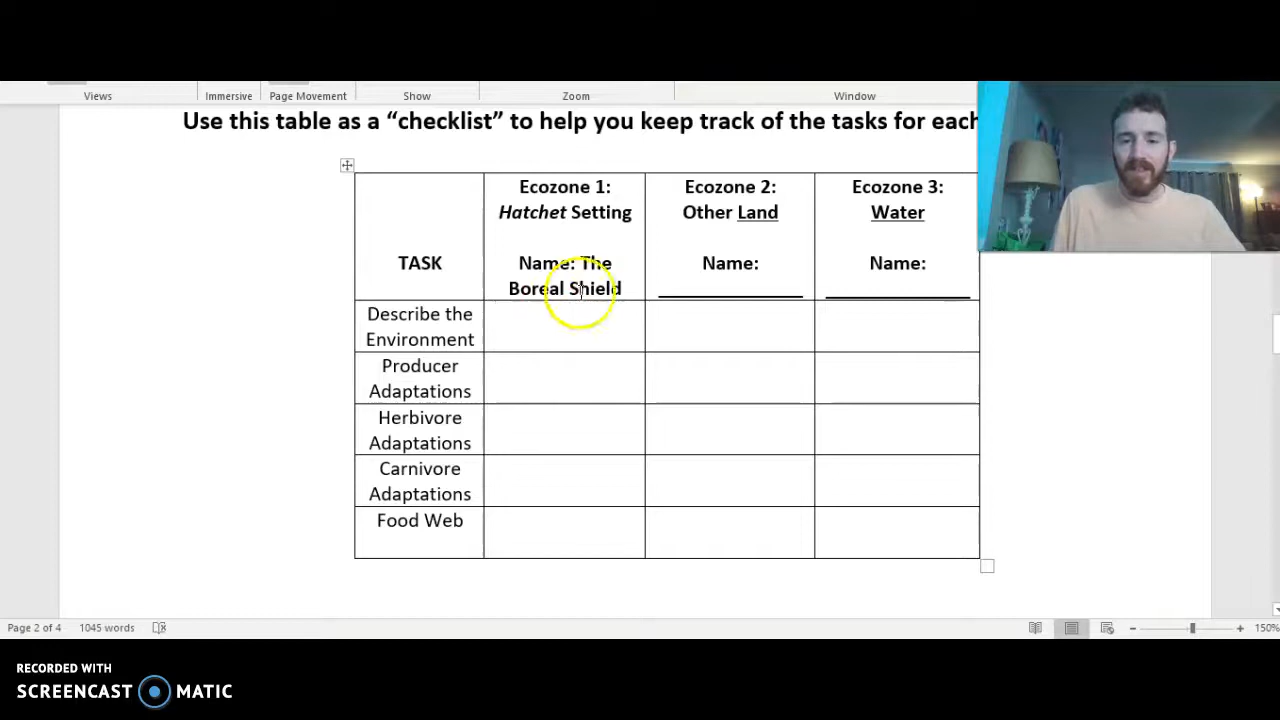 Views Immersive Page Movement Show Zoom Window
Use this table as a “checklist” to help you keep track of the tasks for each
TASK
Ecozone 1:
Hatchet Setting
Name: The
Boreal Shield
Ecozone 2:
Other Land
Name:
Ecozone 3:
Water
Name:
Describe the
Environment
Producer
Adaptations
Herbivore
Adaptations
Carnivore
Adaptations
Food Web
Page 2 of 4 1045 words 150%
RECORDED WITH
SCREENCAST MATIC